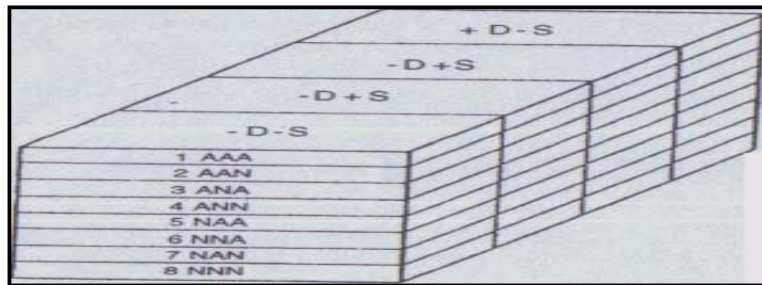 + D - S
- D + S
- D + S
- D - S
1 AAA
2 AAN
3 ANA
4 ANN
5 NAA
6 NNA
7 NAN
8 NNN